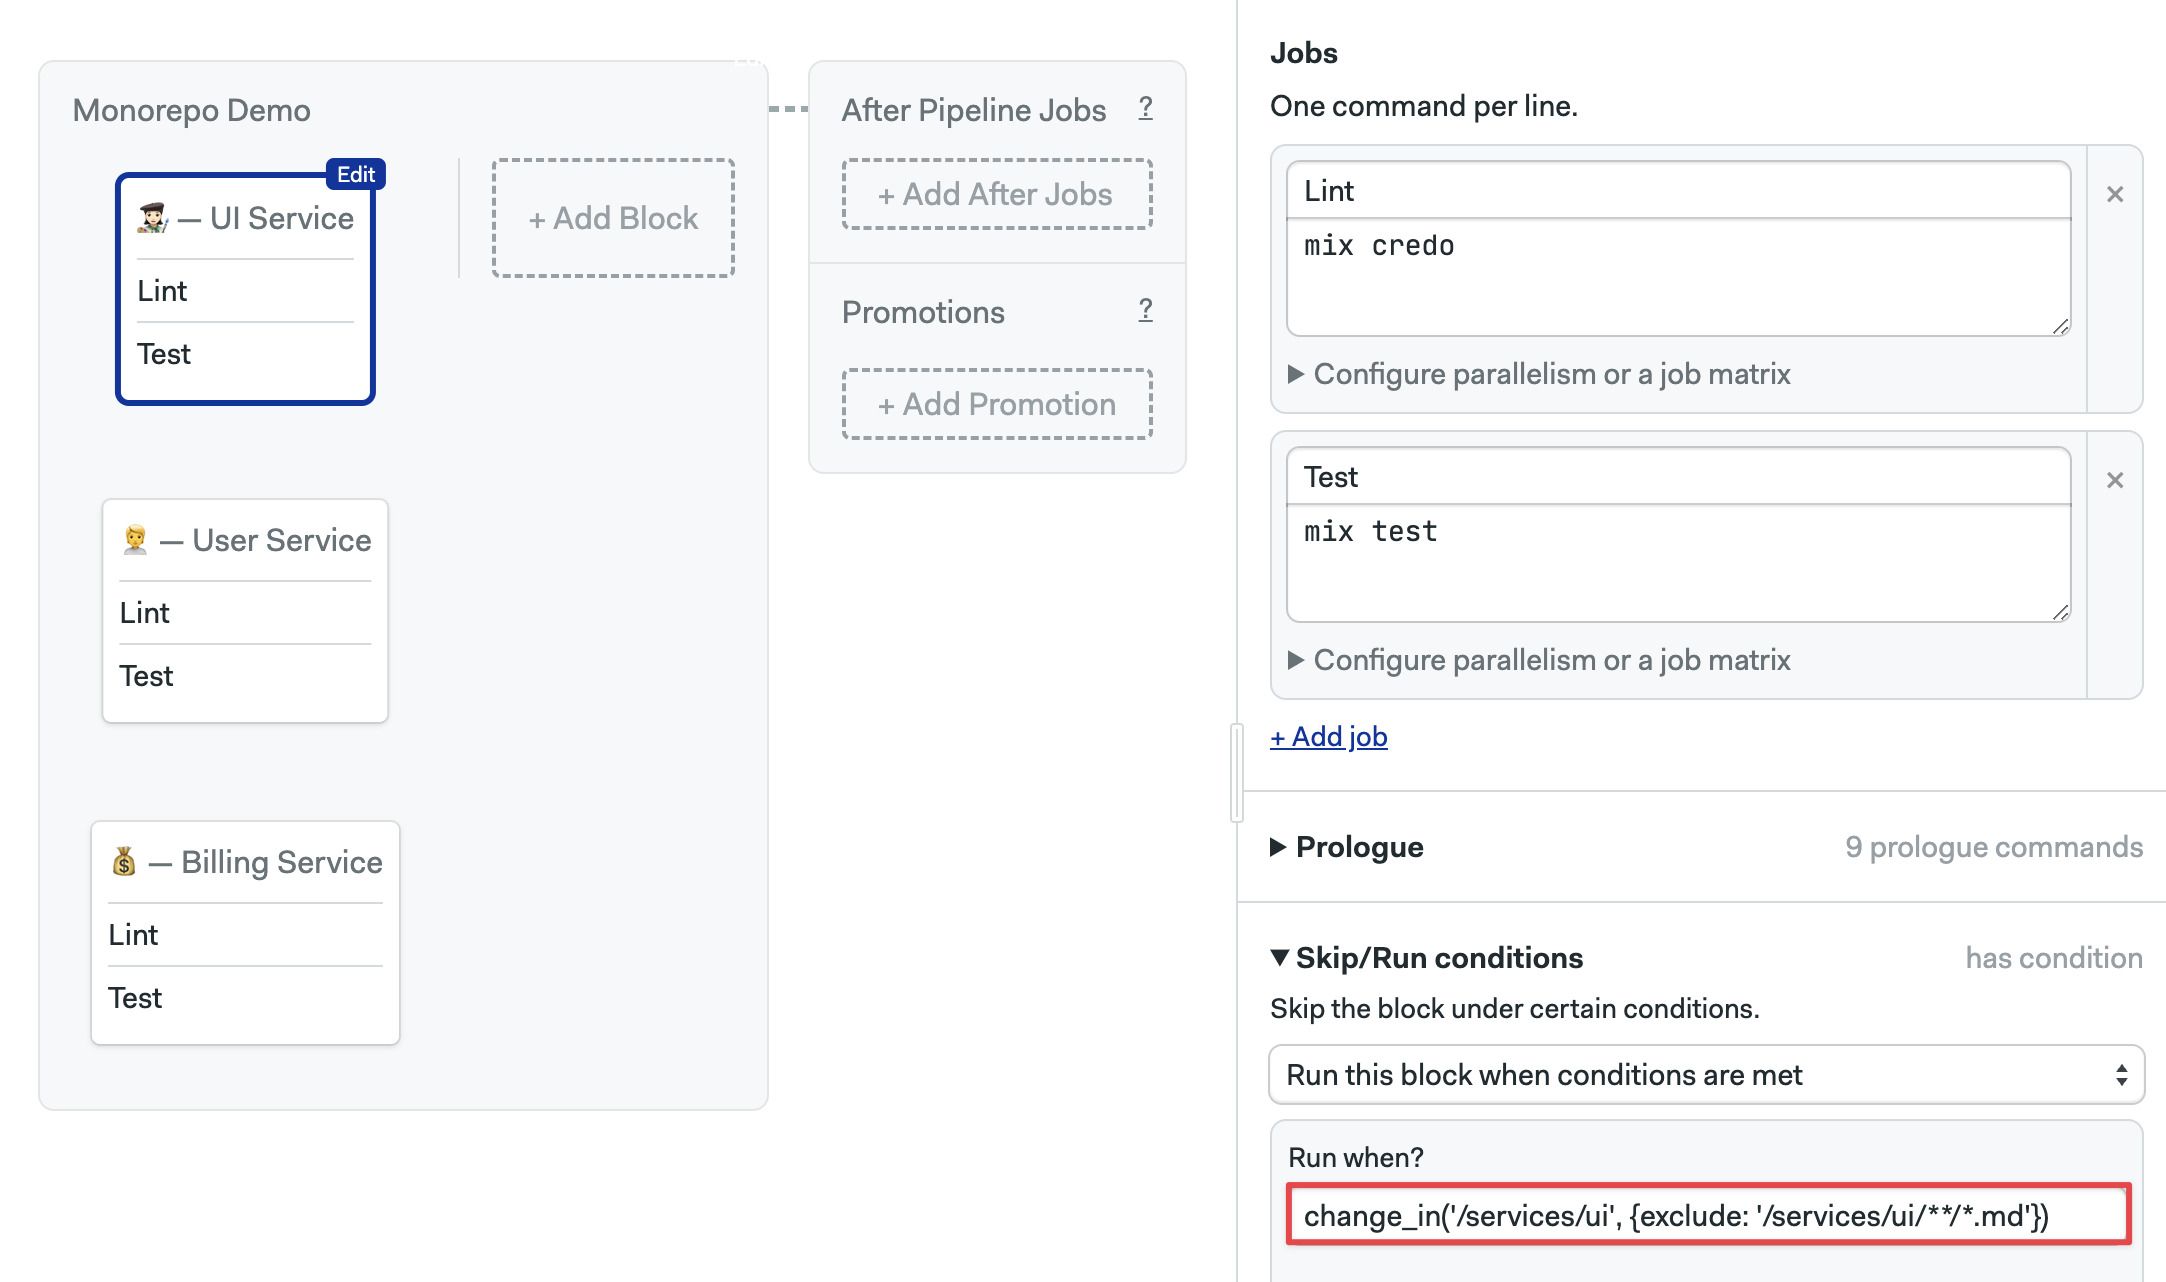 Monorepo Demo
Edit
— UI Service
Lint
Test
+ Add Block
— User Service
Lint
Test
— Billing Service
Lint
Test
After Pipeline Jobs ?
+ Add After Jobs
Promotions ?
+ Add Promotion
Jobs
One command per line.
Lint
mix credo
Configure parallelism or a job matrix
Test
mix test
Configure parallelism or a job matrix
+ Add job
Prologue 9 prologue commands
Skip/Run conditions has condition
Skip the block under certain conditions.
Run this block when conditions are met
Run when?
change_in('/services/ui', {exclude: '/services/ui/**/*.md'})